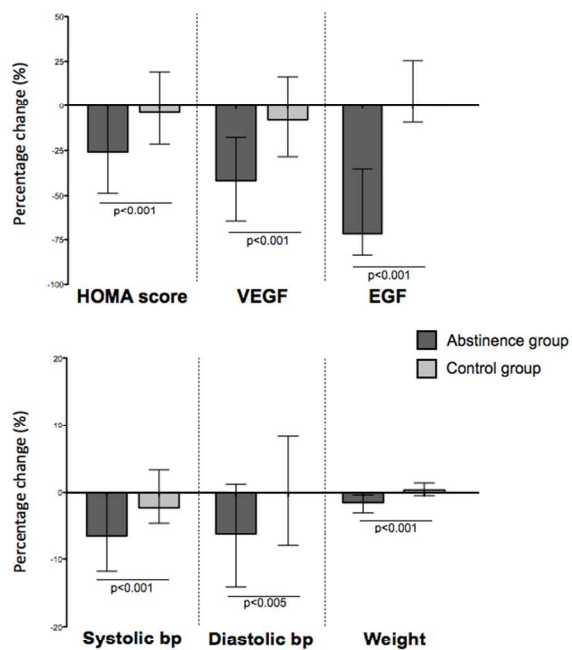 Percentage change (%)
50
25
0
-25
-50
-75
-100
p<0.001
p<0.001
p<0.001
HOMA score VEGF EGF
Abstinence group
Control group
Percentage change (%)
20
10
0
-10
-20
p<0.001
p<0.005
p<0.001
Systolic bp Diastolic bp Weight